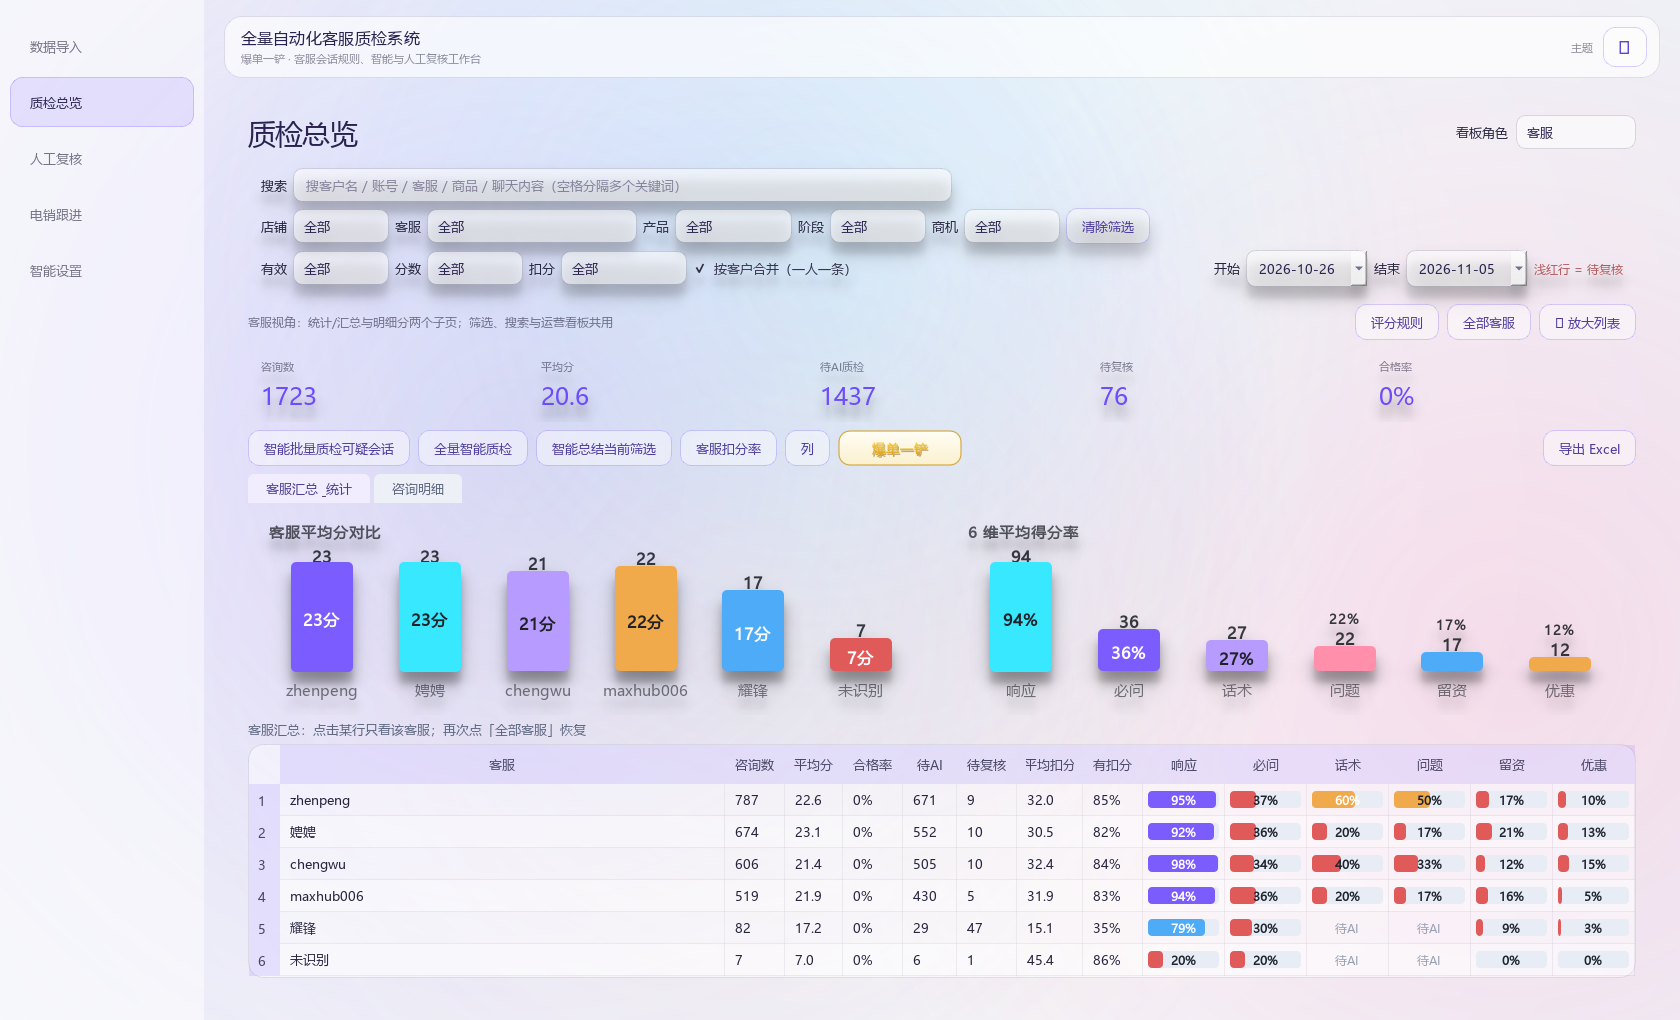 数据导入
质检总览
人工复核
电销跟进
智能设置
全量自动化客服质检系统
爆单一铲 · 客服会话规则、智能与人工复核工作台
主题
质检总览
看板角色 客服
搜索 搜客户名 / 账号 / 客服 / 商品 / 聊天内容（空格分隔多个关键词）
店铺 全部 客服 全部 产品 全部 阶段 全部 商机 全部 清除筛选
有效 全部 分数 全部 扣分 全部 ✓ 按客户合并（一人一条） 开始 2026-10-26 结束 2026-11-05 浅红行 = 待复核
客服视角：统计/汇总与明细分两个子页；筛选、搜索与运营看板共用 评分规则 全部客服 放大列表
咨询数 平均分 待AI质检 待复核 合格率
1723 20.6 1437 76 0%
智能批量质检可疑会话 全量智能质检 智能总结当前筛选 客服扣分率 列 爆单一铲 导出 Excel
客服汇总 _统计 咨询明细
客服平均分对比
23 23 21 22 17 7
23分 23分 21分 22分 17分 7分
zhenpeng 娉娉 chengwu maxhub006 耀锋 未识别
6 维平均得分率
94 36 27 22% 22 17% 17 12% 12
94% 36% 27%
响应 必问 话术 问题 留资 优惠
客服汇总：点击某行只看该客服；再次点「全部客服」恢复
客服 咨询数 平均分 合格率 待AI 待复核 平均扣分 有扣分 响应 必问 话术 问题 留资 优惠
1 zhenpeng 787 22.6 0% 671 9 32.0 85% 95% 37% 60% 50% 17% 10%
2 娉娉 674 23.1 0% 552 10 30.5 82% 92% 36% 20% 17% 21% 13%
3 chengwu 606 21.4 0% 505 10 32.4 84% 98% 34% 40% 33% 12% 15%
4 maxhub006 519 21.9 0% 430 5 31.9 83% 94% 36% 20% 17% 16% 5%
5 耀锋 82 17.2 0% 29 47 15.1 35% 79% 30% 待AI 待AI 9% 3%
6 未识别 7 7.0 0% 6 1 45.4 86% 20% 20% 待AI 待AI 0% 0%